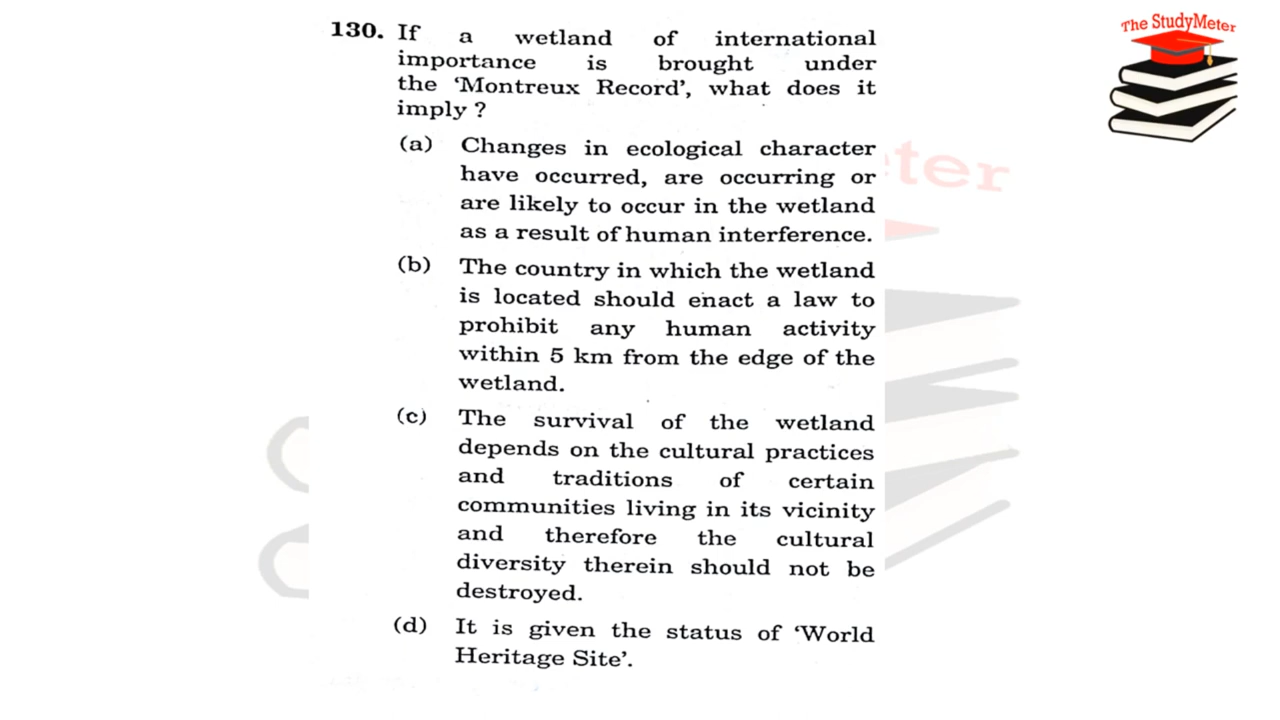 The StudyMeter
130. If a wetland of international
importance is brought under
the ‘Montreux Record’, what does it
imply ?
(a) Changes in ecological character
have occurred, are occurring or
are likely to occur in the wetland
as a result of human interference.
(b) The country in which the wetland
is located should enact a law to
prohibit any human activity
within 5 km from the edge of the
wetland.
(c) The survival of the wetland
depends on the cultural practices
and traditions of certain
communities living in its vicinity
and therefore the cultural
diversity therein should not be
destroyed.
(d) It is given the status of ‘World
Heritage Site’.
eter